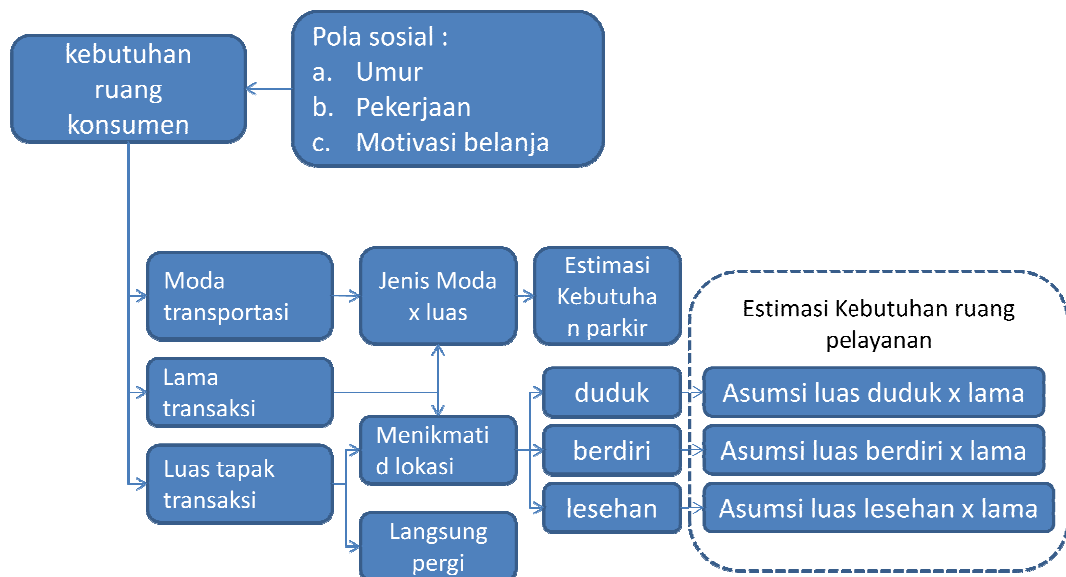 kebutuhan
ruang
konsumen
Pola sosial :
a. Umur
b. Pekerjaan
c. Motivasi belanja
Moda
transportasi
Jenis Moda
x luas
Estimasi
Kebutuha
n parkir
Estimasi Kebutuhan ruang
pelayanan
Lama
transaksi
duduk
Asumsi luas duduk x lama
Menikmati
d lokasi
berdiri
Asumsi luas berdiri x lama
Luas tapak
transaksi
lesehan
Asumsi luas lesehan x lama
Langsung
pergi